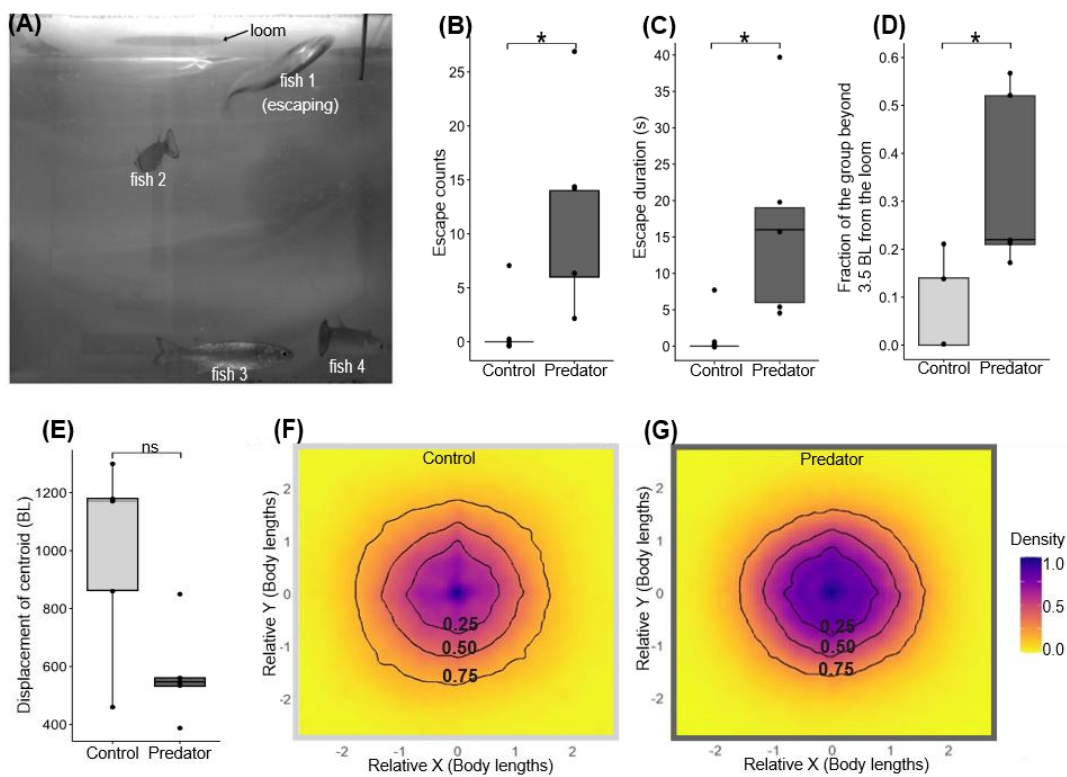 (A)
loom
fish 1
(escaping)
fish 2
fish 3
fish 4
(B)
*
Escape counts
25
20
15
10
5
0
Control Predator
(C)
*
Escape duration (s)
40
35
30
25
20
15
10
5
0
Control Predator
(D)
*
Fraction of the group beyond
3.5 BL from the loom
0.6
0.5
0.4
0.3
0.2
0.1
0.0
Control Predator
(E)
ns
Displacement of centroid (BL)
1200
1000
800
600
400
Control Predator
(F)
Control
Relative Y (Body lengths)
2
1
0
-1
-2
0.25
0.50
0.75
-2 -1 0 1 2
Relative X (Body lengths)
(G)
Predator
Relative Y (Body lengths)
2
1
0
-1
-2
0.25
0.50
0.75
-2 -1 0 1 2
Relative X (Body lengths)
Density
1.0
0.5
0.0